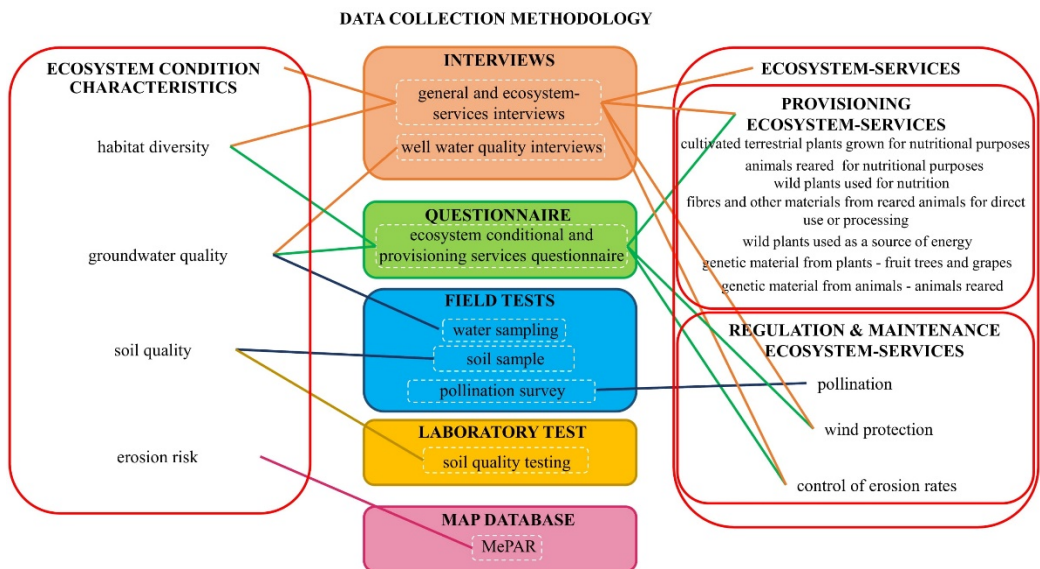 DATA COLLECTION METHODOLOGY
ECOSYSTEM CONDITION
CHARACTERISTICS
habitat diversity
groundwater quality
soil quality
erosion risk
INTERVIEWS
general and ecosystem-
services interviews
well water quality interviews
QUESTIONNAIRE
ecosystem conditional and
provisioning services questionnaire
FIELD TESTS
water sampling
soil sample
pollination survey
LABORATORY TEST
soil quality testing
MAP DATABASE
MePAR
ECOSYSTEM-SERVICES
PROVISIONING
ECOSYSTEM-SERVICES
cultivated terrestrial plants grown for nutritional purposes
animals reared for nutritional purposes
wild plants used for nutrition
fibres and other materials from reared animals for direct
use or processing
wild plants used as a source of energy
genetic material from plants - fruit trees and grapes
genetic material from animals - animals reared
REGULATION & MAINTENANCE
ECOSYSTEM-SERVICES
pollination
wind protection
control of erosion rates